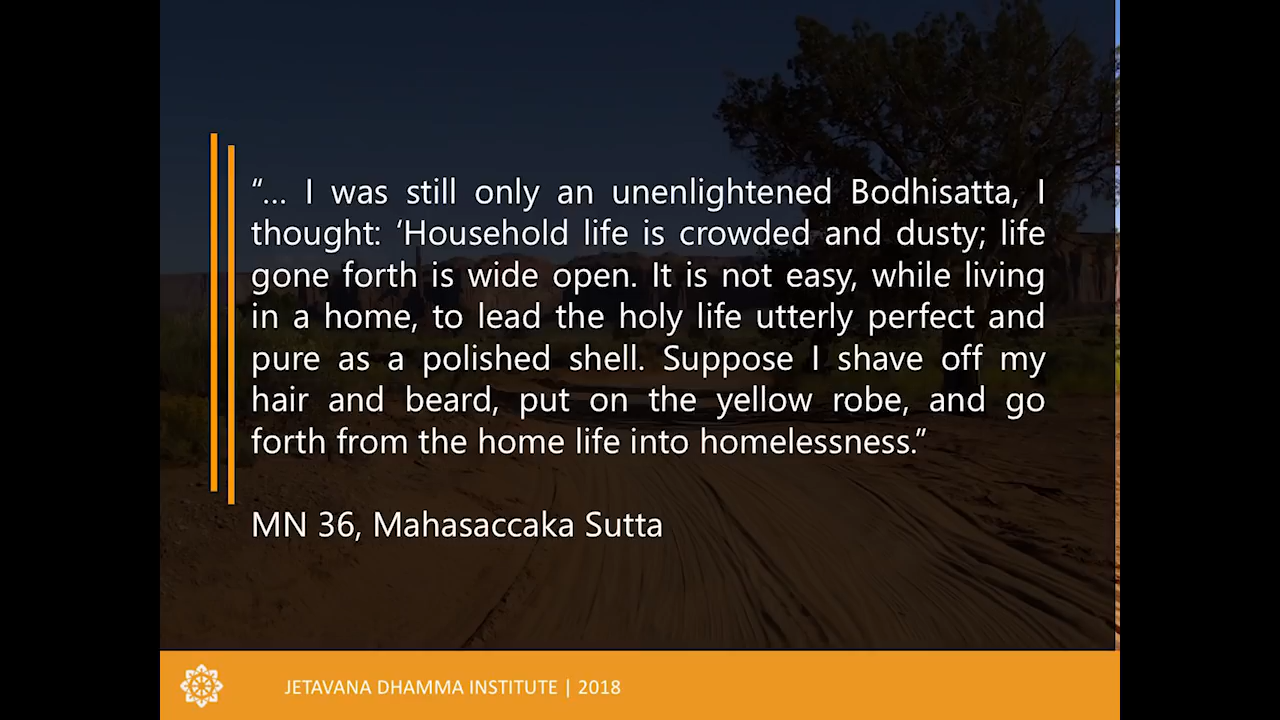 “... I was still only an unenlightened Bodhisatta, I
thought: ‘Household life is crowded and dusty; life
gone forth is wide open. It is not easy, while living
in a home, to lead the holy life utterly perfect and
pure as a polished shell. Suppose I shave off my
hair and beard, put on the yellow robe, and go
forth from the home life into homelessness.”
MN 36, Mahasaccaka Sutta
JETAVANA DHAMMA INSTITUTE | 2018